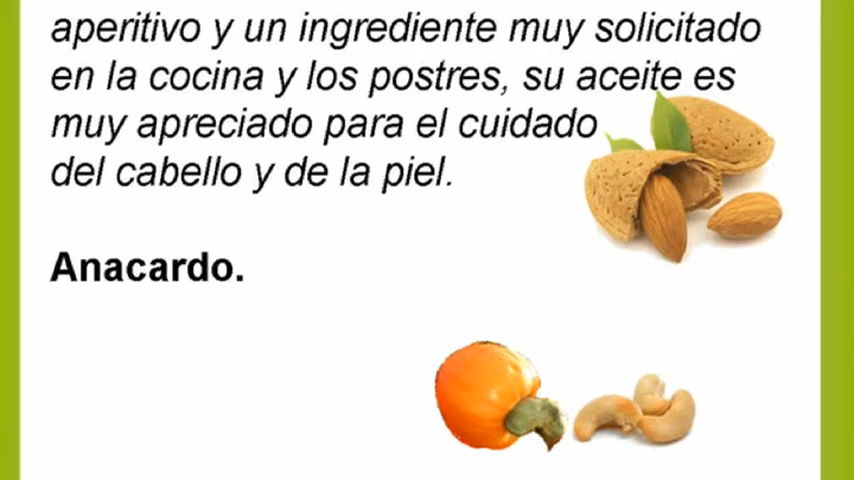 aperitivo y un ingrediente muy solicitado
en la cocina y los postres, su aceite es
muy apreciado para el cuidado
del cabello y de la piel.
Anacardo.